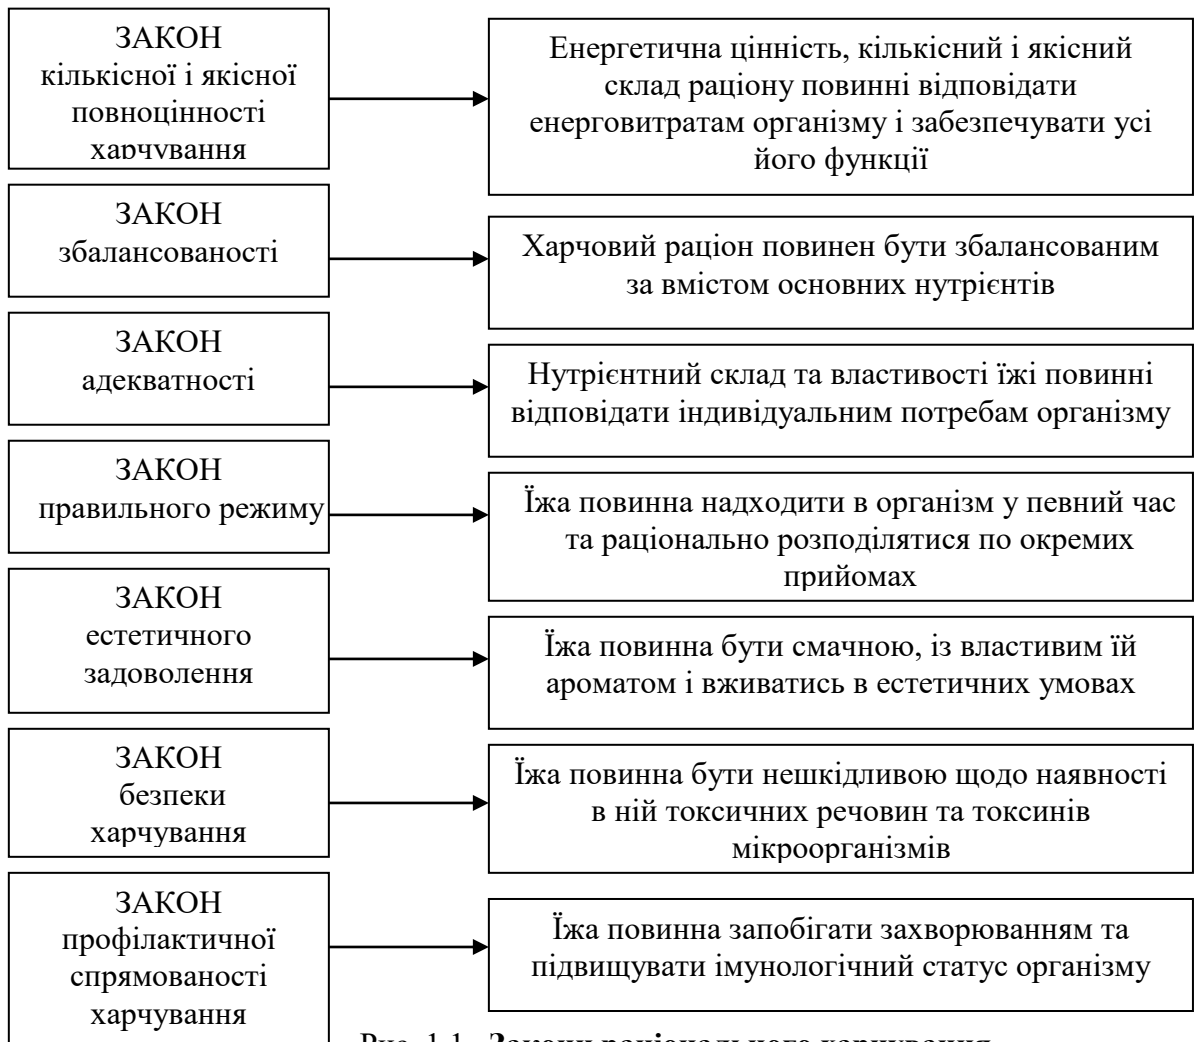 ЗАКОН
кількісної і якісної
повноцінності
харчування
Енергетична цінність, кількісний і якісний
склад раціону повинні відповідати
енерговитратам організму і забезпечувати усі
його функції
ЗАКОН
збалансованості
Харчовий раціон повинен бути збалансованим
за вмістом основних нутрієнтів
ЗАКОН
адекватності
Нутрієнтний склад та властивості їжі повинні
відповідати індивідуальним потребам організму
ЗАКОН
правильного режиму
Їжа повинна надходити в організм у певний час
та раціонально розподілятися по окремих
прийомах
ЗАКОН
естетичного
задоволення
Їжа повинна бути смачною, із властивим їй
ароматом і вживатись в естетичних умовах
ЗАКОН
безпеки
харчування
Їжа повинна бути нешкідливою щодо наявності
в ній токсичних речовин та токсинів
мікроорганізмів
ЗАКОН
профілактичної
спрямованості
харчування
Їжа повинна запобігати захворюванням та
підвищувати імунологічний статус організму
Рис. 1.1. Закони раціонального харчування